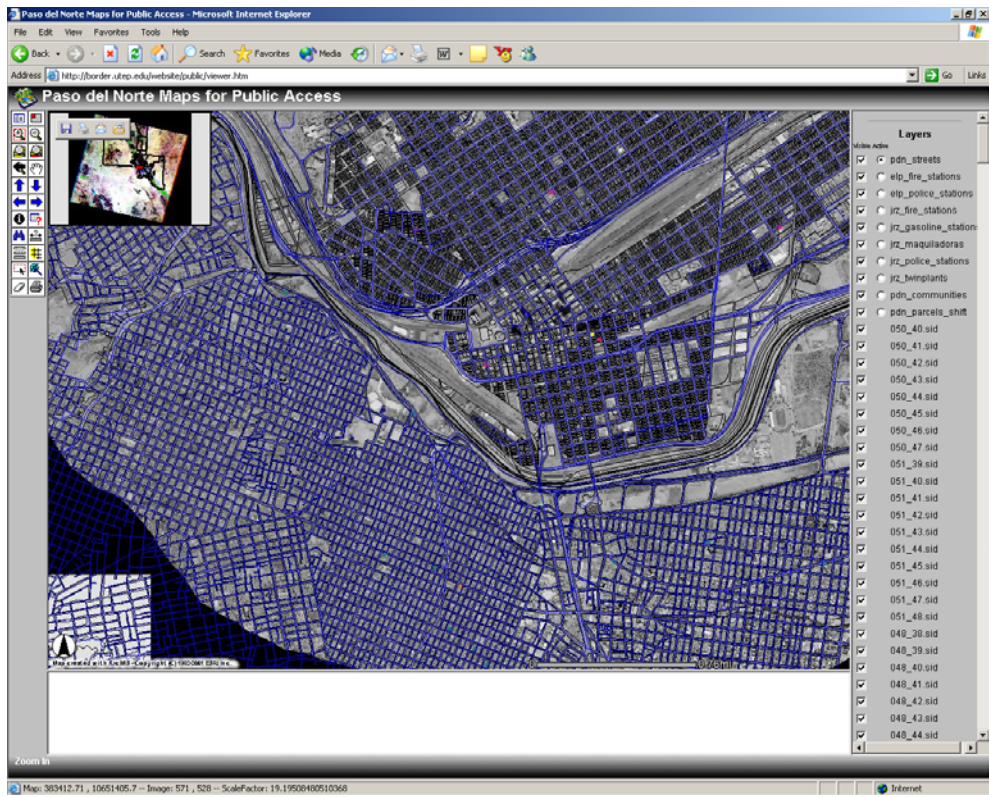 Paso del Norte Maps for Public Access - Microsoft Internet Explorer
File Edit View Favorites Tools Help
Back Search Favorites Media
Address http://border.utep.edu/website/public/viewer.htm Go Links
Paso del Norte Maps for Public Access
Layers
Visible Active
pdn_streets
elp_fire_stations
elp_police_stations
jrz_fire_stations
jrz_gasoline_station
jrz_maquiladoras
jrz_police_stations
jrz_twinplants
pdn_communities
pdn_parcels_shift
050_40.sid
050_41.sid
050_42.sid
050_43.sid
050_44.sid
050_45.sid
050_46.sid
050_47.sid
051_39.sid
051_40.sid
051_41.sid
051_42.sid
051_43.sid
051_44.sid
051_45.sid
051_46.sid
051_47.sid
051_48.sid
048_38.sid
048_39.sid
048_40.sid
048_41.sid
048_42.sid
048_43.sid
048_44.sid
0.76mi
Zoom In
Map: 383412.71 , 10651405.7 -- Image: 571 , 528 -- ScaleFactor: 19.19508480510368
Internet